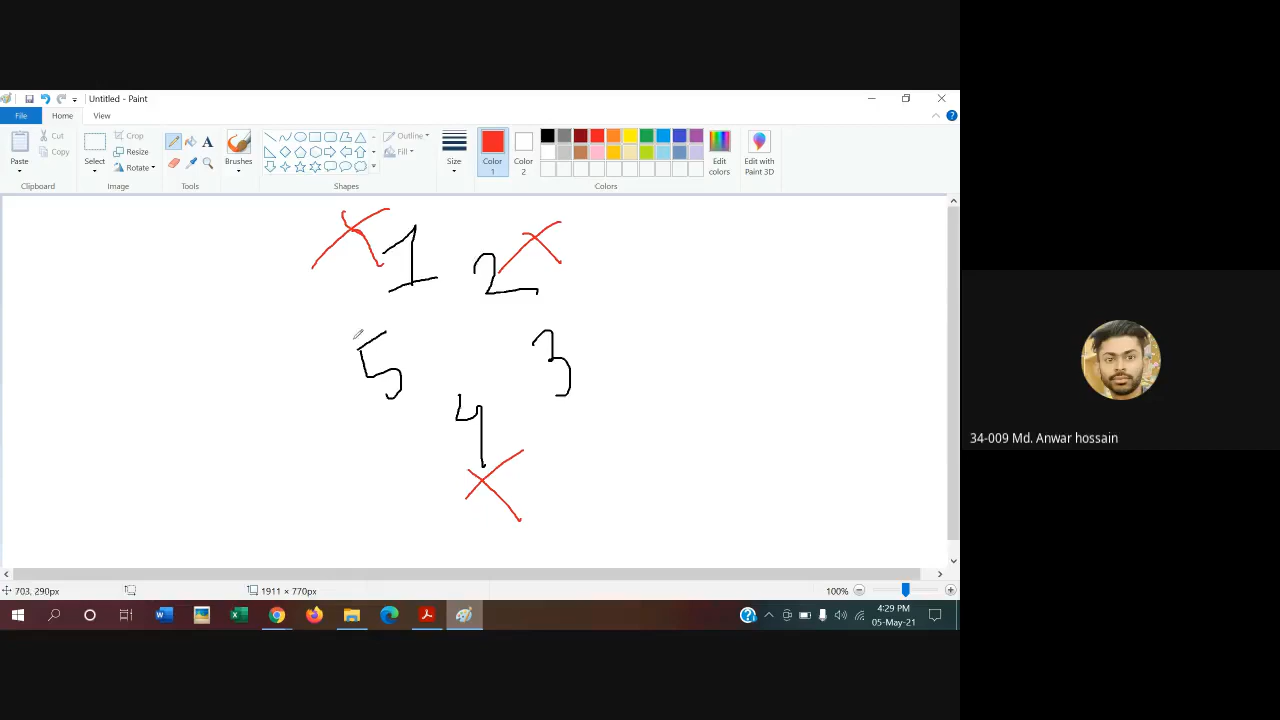 Untitled - Paint
File Home View
Paste
Cut
Copy
Clipboard
Select
Crop
Resize
Rotate
Image
Tools
Brushes
Shapes
Outline
Fill
Size
Color 1
Color 2
Edit colors
Edit with Paint 3D
Colors
1 2
5 3
4
34-009 Md. Anwar hossain
703, 290px
1911 × 770px
100%
4:29 PM
05-May-21